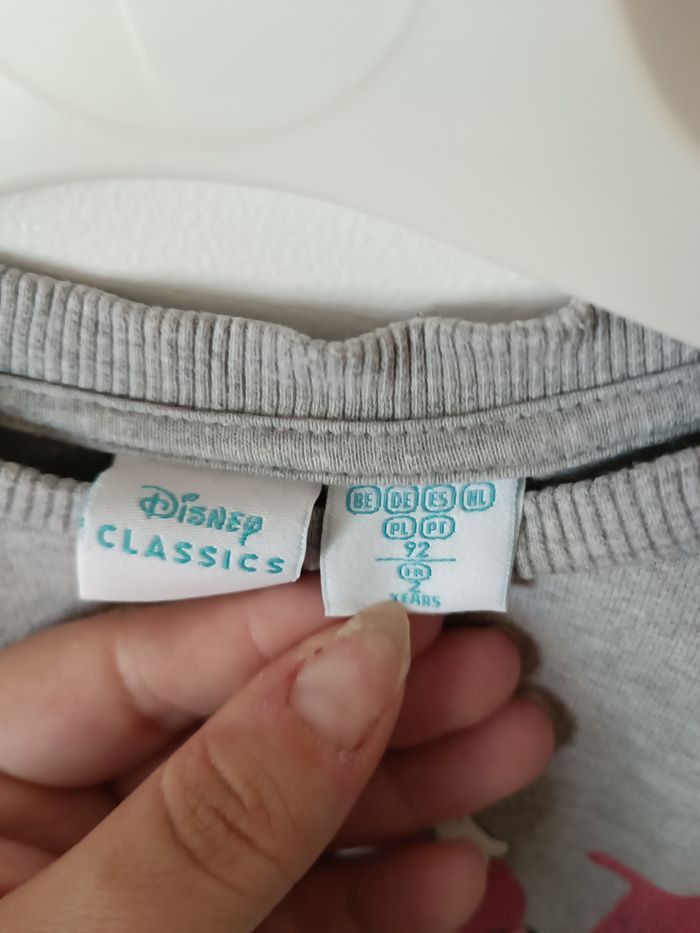 Disney
CLASSICS
BE DE ES NL
PL PT
92
FR
2
YEARS